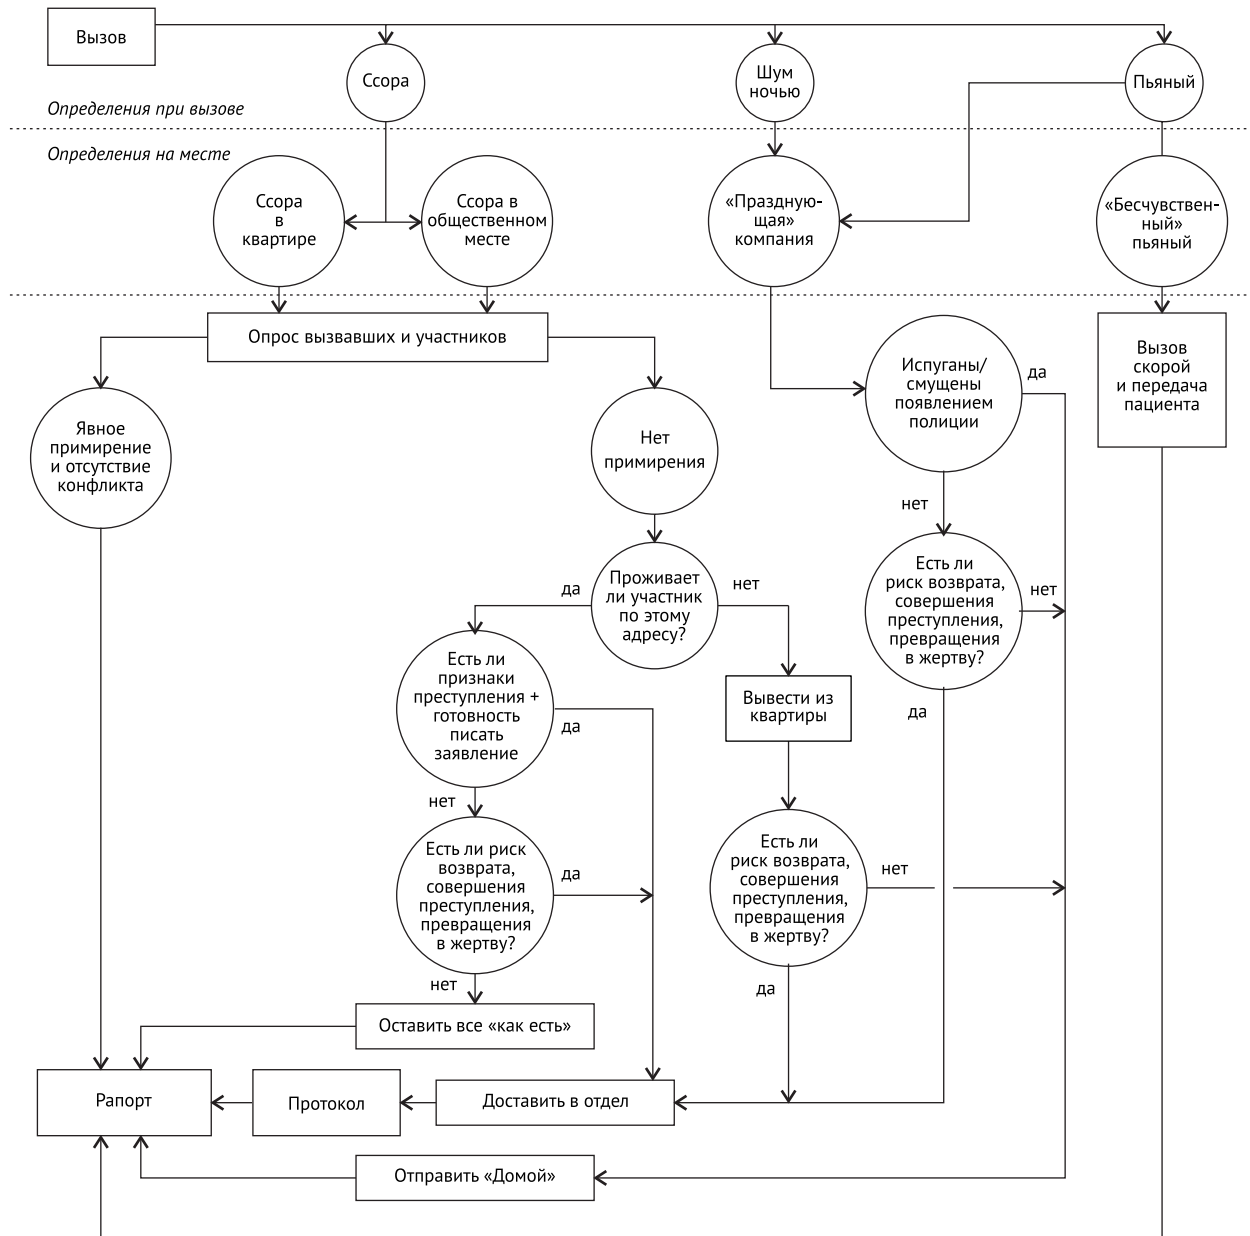 Вызов
Ссора
Шум
ночью
Пьяный
Определения при вызове
Определения на месте
Ссора
в
квартире
Ссора в
общественном
месте
«Праздную-
щая»
компания
«Бесчувствен-
ный»
пьяный
Опрос вызвавших и участников
Явное
примирение
и отсутствие
конфликта
Нет
примирения
Испуганы/
смущены
появлением
полиции
да
Вызов
скорой
и передача
пациента
нет
Проживает
ли участник
по этому
адресу?
да
нет
Есть ли
риск возврата,
совершения
преступления,
превращения
в жертву?
нет
да
Есть ли
признаки
преступления +
готовность
писать
заявление
да
нет
Вывести из
квартиры
Есть ли риск
возврата,
совершения
преступления,
превращения
в жертву?
да
нет
Есть ли
риск возврата,
совершения
преступления,
превращения
в жертву?
нет
да
Оставить все «как есть»
Рапорт
Протокол
Доставить в отдел
Отправить «Домой»